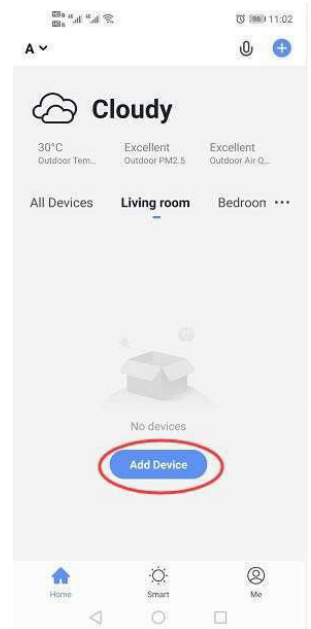 11:02
A
Cloudy
30°C Excellent Excellent
Outdoor Tem... Outdoor PM2.5 Outdoor Air Q...
All Devices Living room Bedroon ...
No devices
Add Device
Home Smart Me